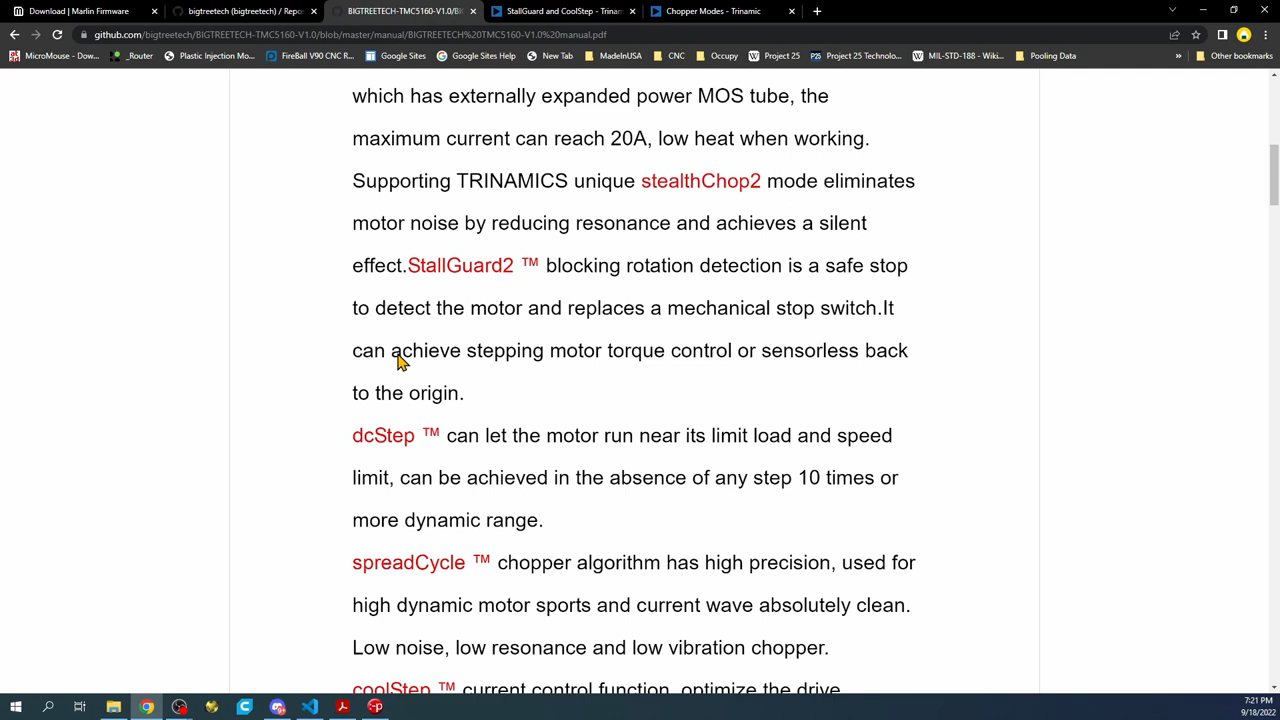 Download | Marlin Firmware
bigtreetech (bigtreetech) / Repos
BIGTREETECH-TMC5160-V1.0/BI
StallGuard and CoolStep - Trinam
Chopper Modes - Trinamic
github.com/bigtreetech/BIGTREETECH-TMC5160-V1.0/blob/master/manual/BIGTREETECH%20TMC5160-V1.0%20manual.pdf
MicroMouse - Dow...
_Router
Plastic Injection Mo...
FireBall V90 CNC R...
Google Sites
Google Sites Help
New Tab
MadeInUSA
CNC
Occupy
Project 25
Project 25 Technolo...
MIL-STD-188 - Wiki...
Pooling Data
Other bookmarks
which has externally expanded power MOS tube, the
maximum current can reach 20A, low heat when working.
Supporting TRINAMICS unique stealthChop2 mode eliminates
motor noise by reducing resonance and achieves a silent
effect.StallGuard2 ™ blocking rotation detection is a safe stop
to detect the motor and replaces a mechanical stop switch.It
can achieve stepping motor torque control or sensorless back
to the origin.
dcStep ™ can let the motor run near its limit load and speed
limit, can be achieved in the absence of any step 10 times or
more dynamic range.
spreadCycle ™ chopper algorithm has high precision, used for
high dynamic motor sports and current wave absolutely clean.
Low noise, low resonance and low vibration chopper.
coolStep ™ current control function, optimize the drive
7:21 PM
9/18/2022